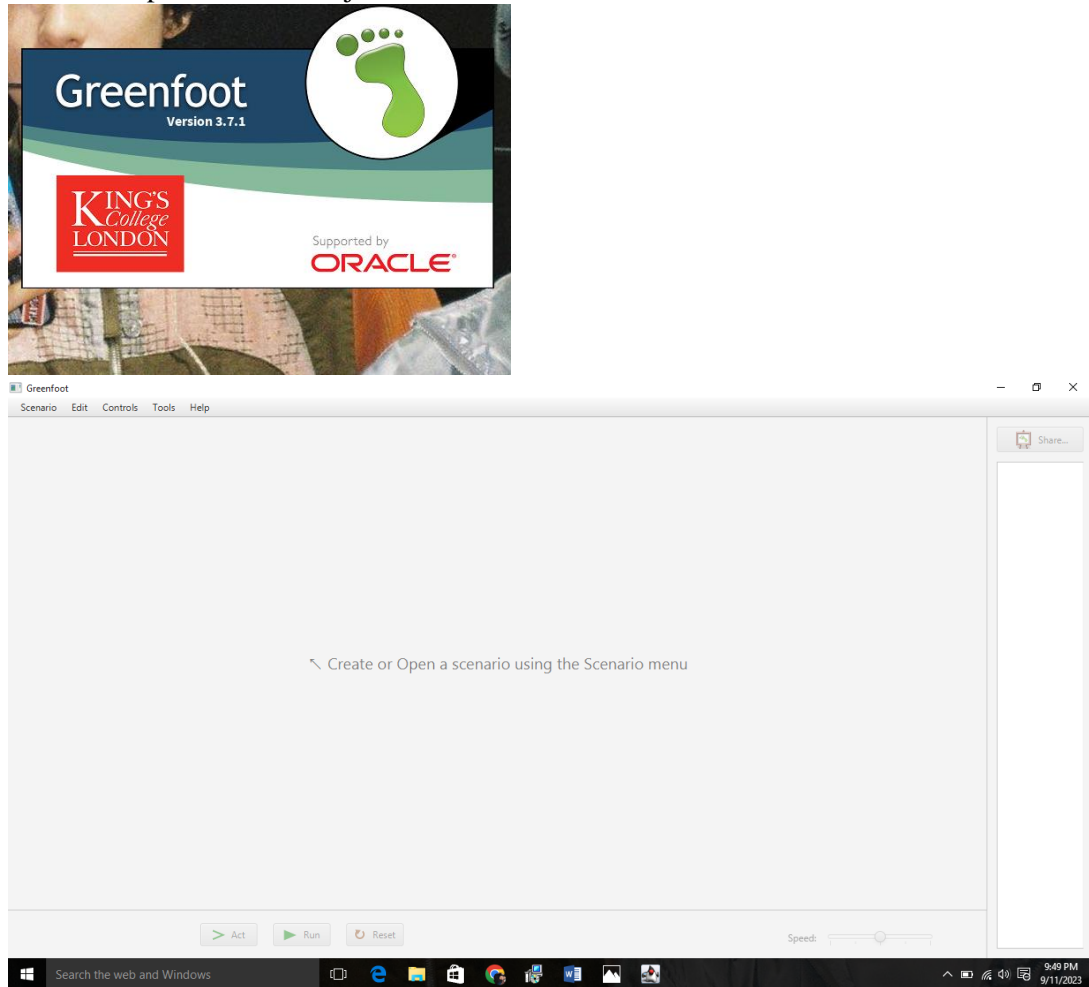 Greenfoot
Version 3.7.1
KING'S
College
LONDON
Supported by
ORACLE
Greenfoot
Scenario Edit Controls Tools Help
Share...
↖ Create or Open a scenario using the Scenario menu
Act Run Reset
Speed:
Search the web and Windows
9:49 PM
9/11/2023